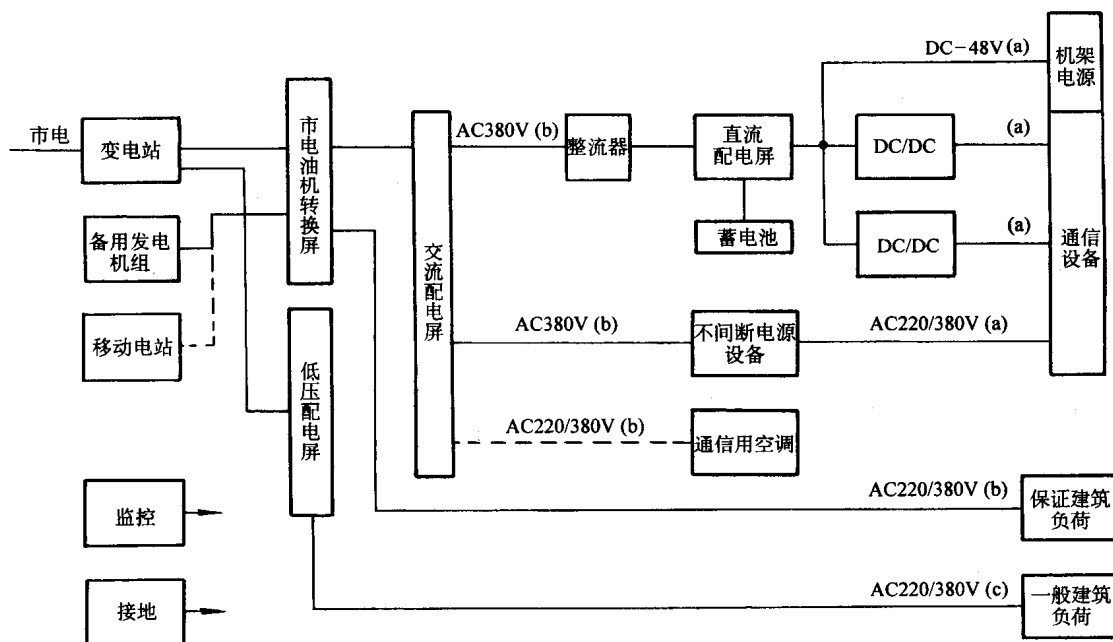 市电
变电站
备用发电
机组
移动电站
监控
接地
市电油机转换屏
低压配电屏
交流配电屏
AC380V (b)
整流器
直流
配电屏
蓄电池
DC-48V (a)
DC/DC
(a)
DC/DC
(a)
机架
电源
通信
设备
AC380V (b)
不间断电源
设备
AC220/380V (a)
AC220/380V (b)
通信用空调
AC220/380V (b)
保证建筑
负荷
AC220/380V (c)
一般建筑
负荷